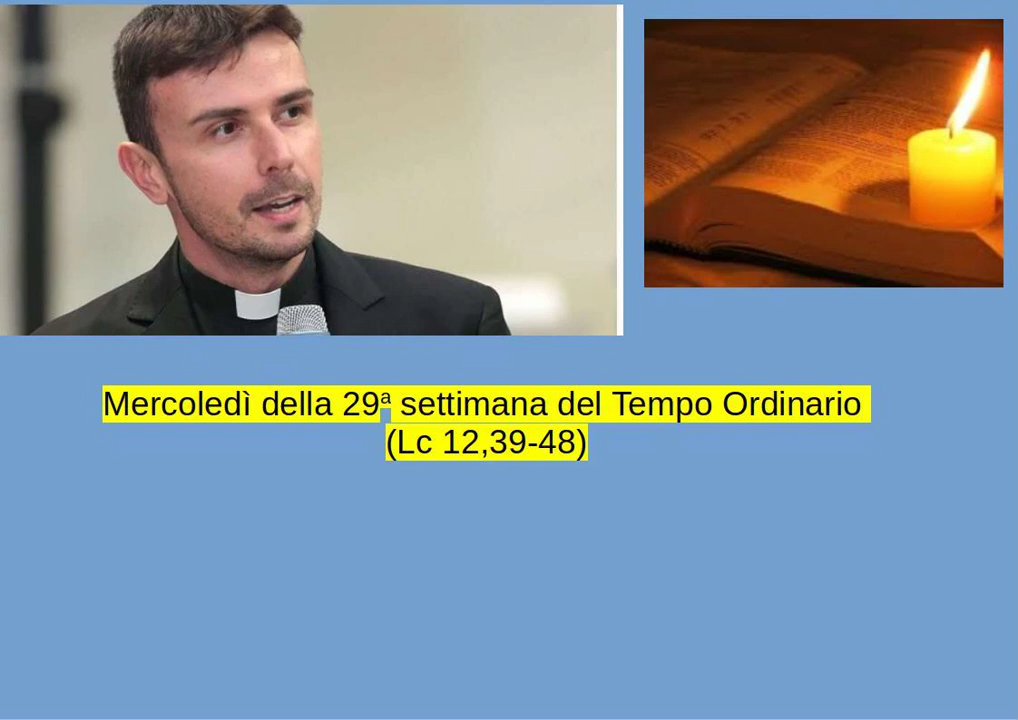 Mercoledì della 29ª settimana del Tempo Ordinario
(Lc 12,39-48)